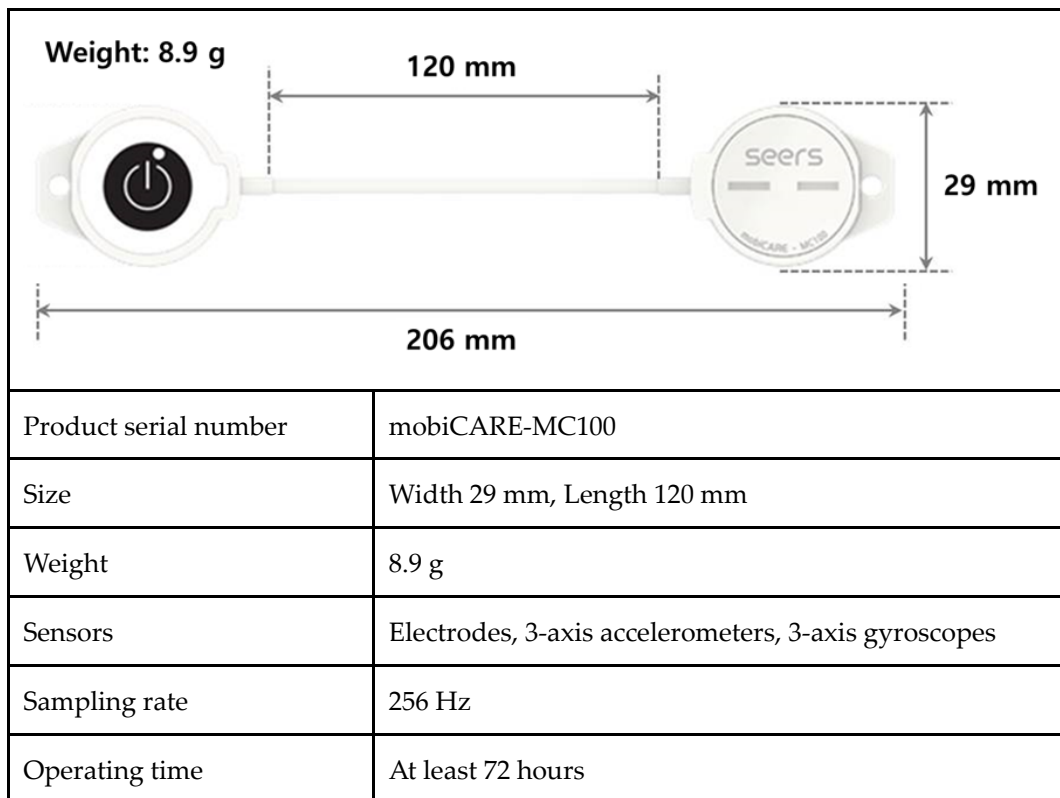 Weight: 8.9 g
120 mm
seers
mobiCARE - MC100
29 mm
206 mm
Product serial number mobiCARE-MC100
Size Width 29 mm, Length 120 mm
Weight 8.9 g
Sensors Electrodes, 3-axis accelerometers, 3-axis gyroscopes
Sampling rate 256 Hz
Operating time At least 72 hours